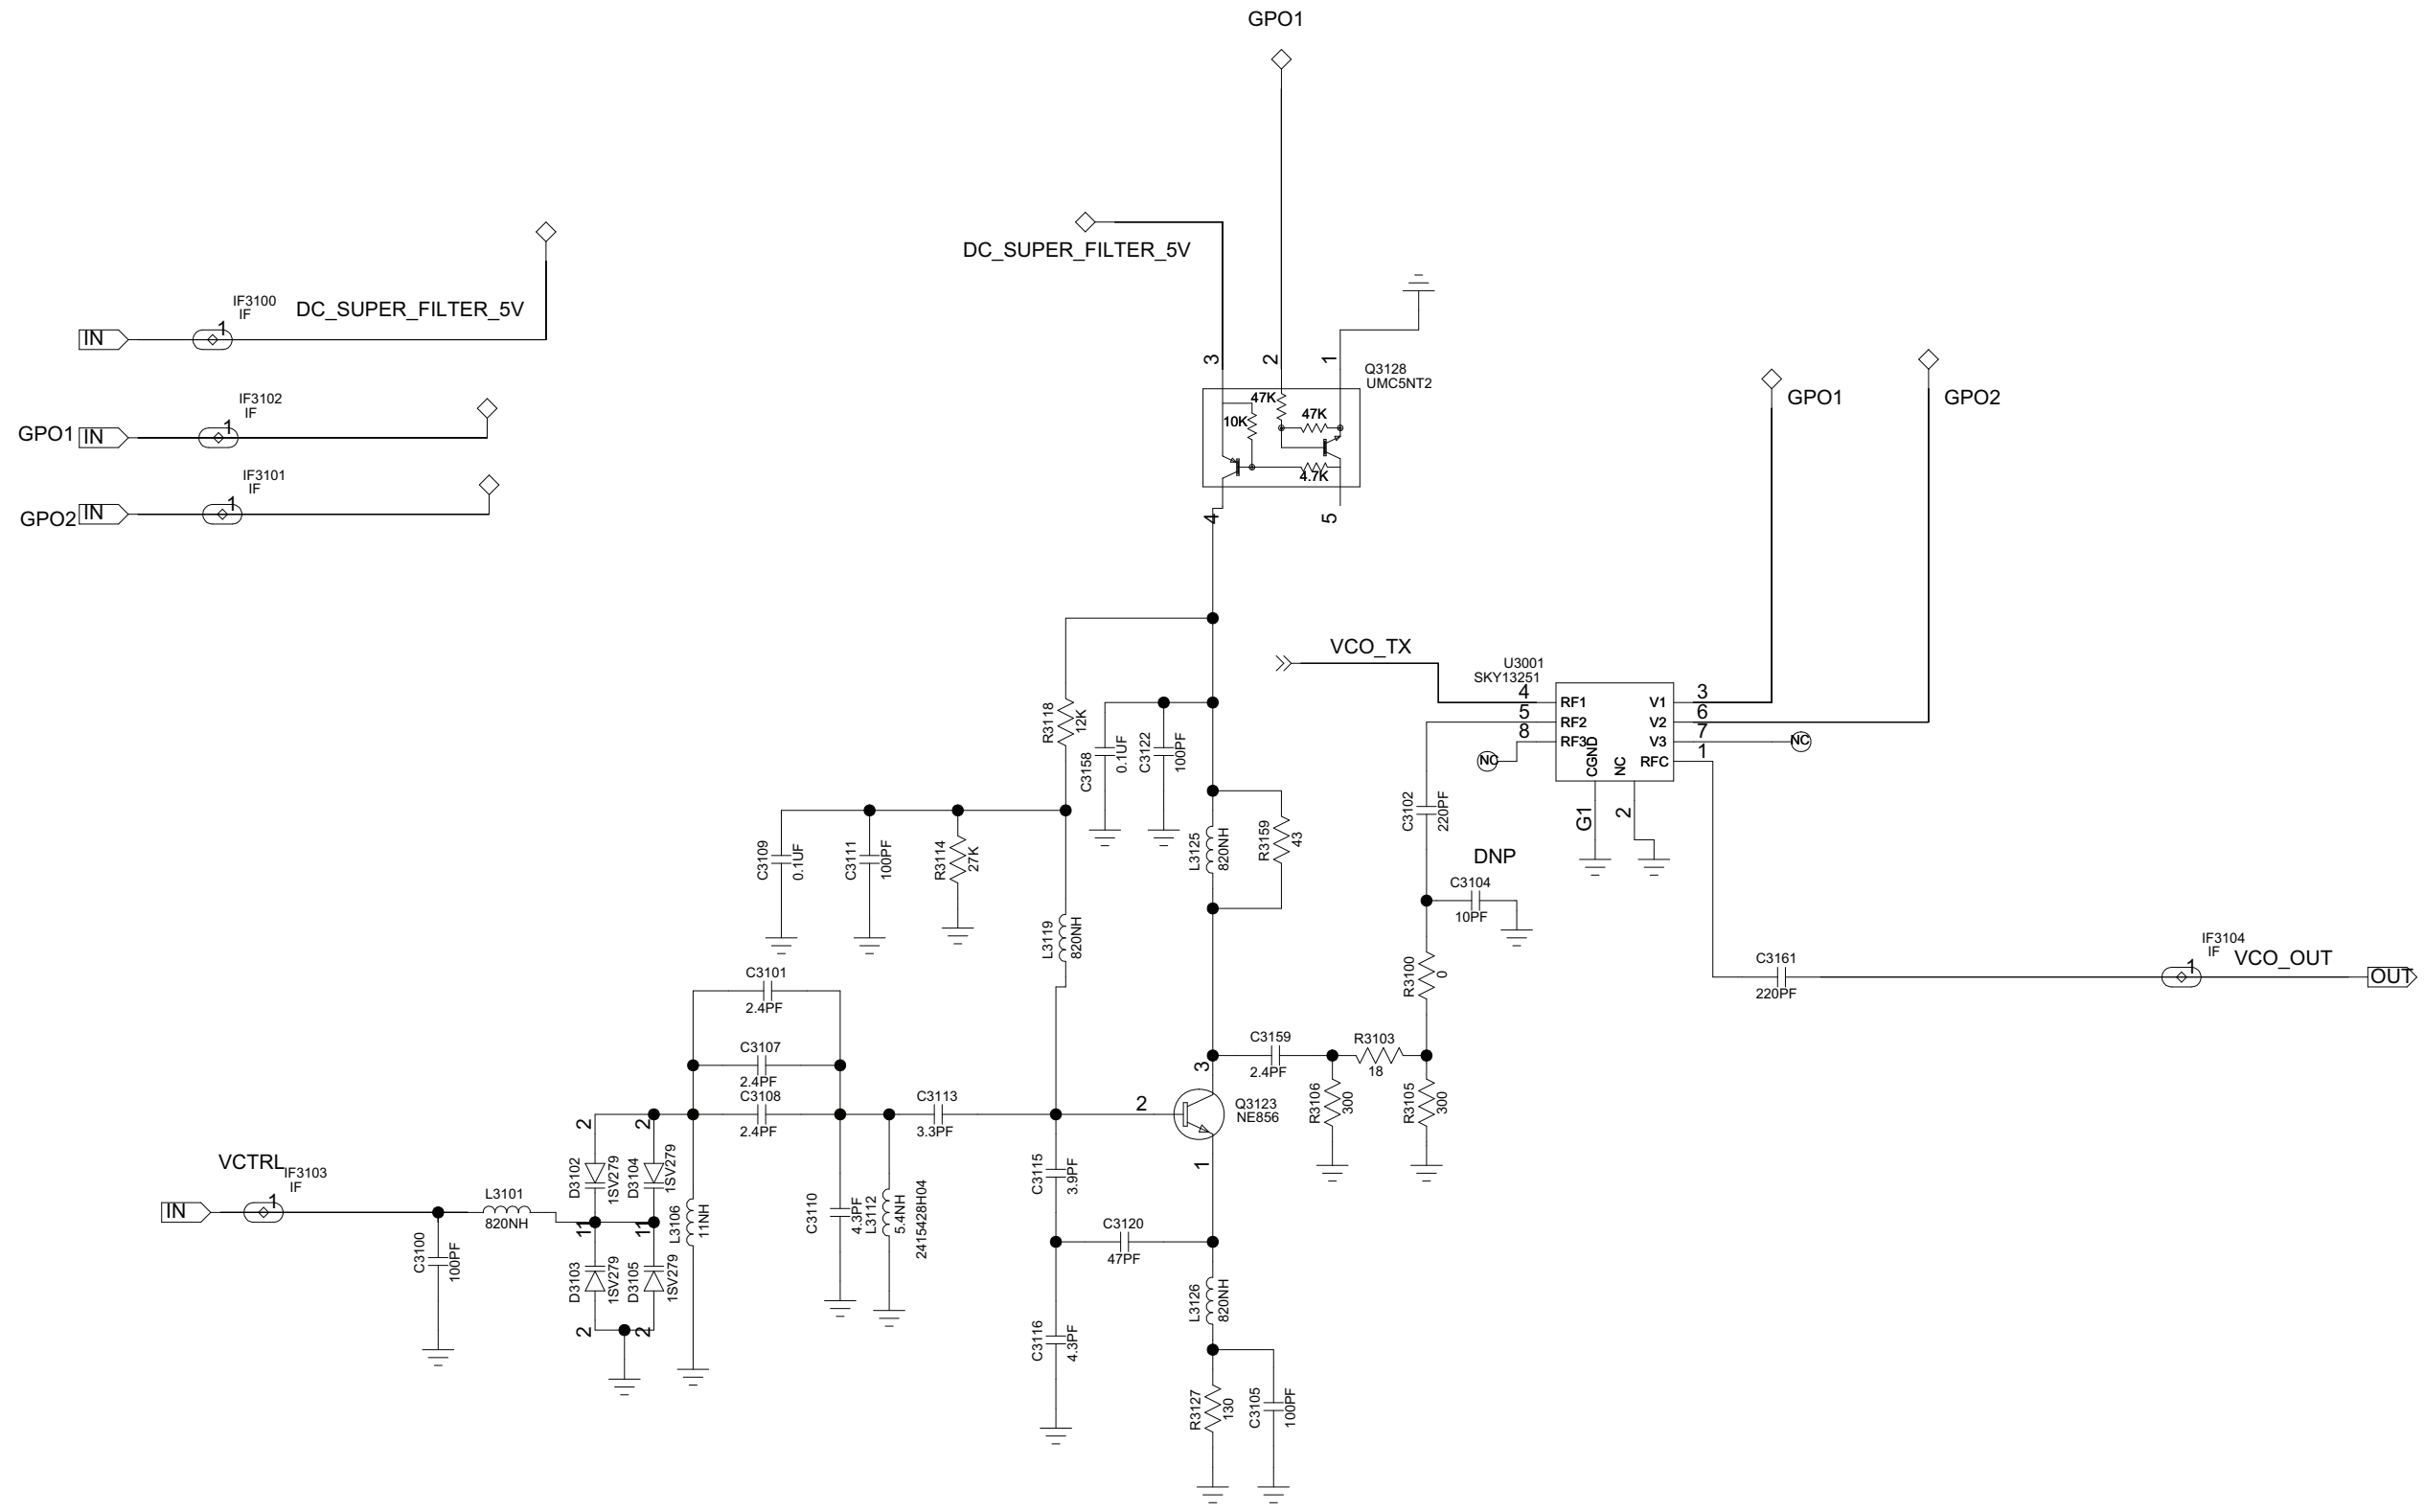 GPO1
DC_SUPER_FILTER_5V
IF3100
IF
DC_SUPER_FILTER_5V
IN
1
IF3102
IF
GPO1
IN
1
IF3101
IF
GPO2
IN
1
3
2
1
Q3128
UMC5NT2
47K
47K
10K
4.7K
4
5
GPO1
GPO2
VCO_TX
U3001
SKY13251
4
RF1
V1
3
5
RF2
V2
6
8
RF3
V3
7
NC
NC
RFC
1
CGND
NC
G1
2
R3118
12K
C3158
0.1UF
C3122
100PF
C3109
0.1UF
C3111
100PF
R3114
27K
L3125
820NH
R3159
43
C3102
220PF
DNP
C3104
10PF
L3119
820NH
R3100
0
C3161
220PF
IF3104
IF
VCO_OUT
1
OUT
C3101
2.4PF
C3107
2.4PF
C3108
2.4PF
C3113
3.3PF
3
C3159
2.4PF
R3103
18
R3106
300
R3105
300
2
Q3123
NE856
1
VCTRL
IF3103
IF
IN
1
L3101
820NH
C3100
100PF
2
2
D3102
1SV279
D3104
1SV279
1
1
1
1
D3103
1SV279
D3105
1SV279
2
2
L3106
11NH
C3110
4.3PF
L3112
5.4NH
2415428H04
C3115
3.9PF
C3120
47PF
C3116
4.3PF
L3126
820NH
R3127
130
C3105
100PF